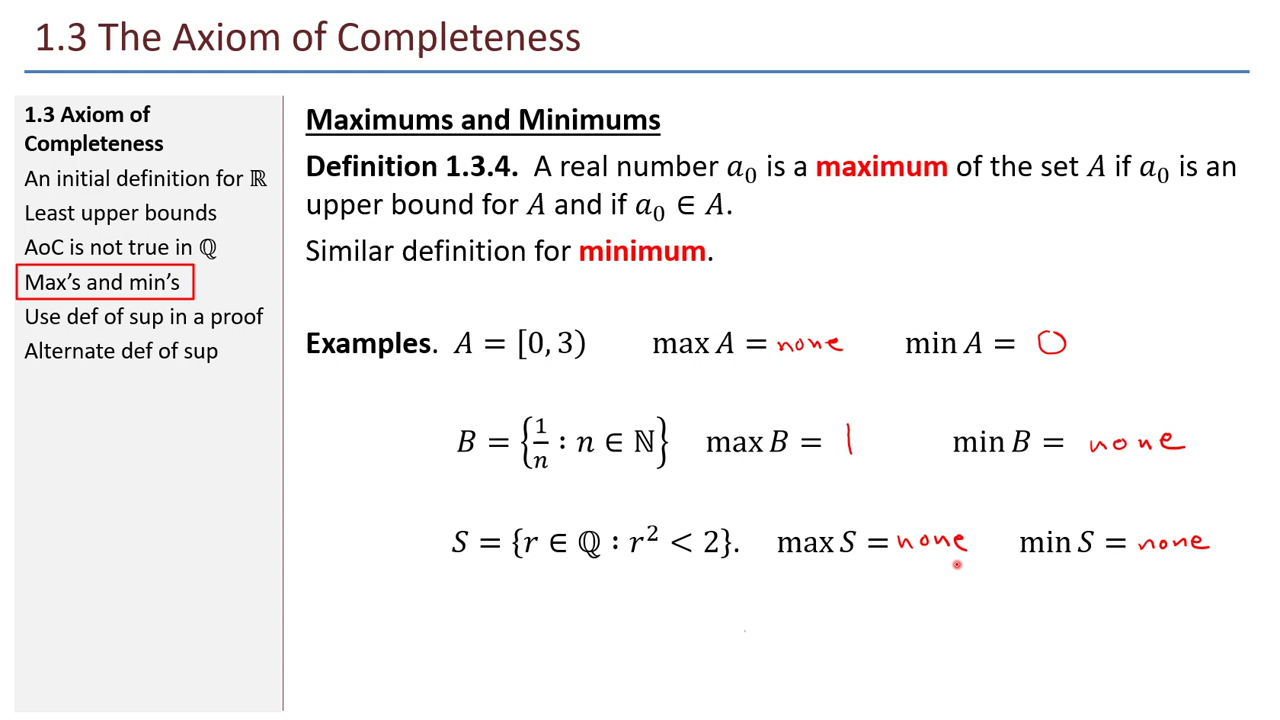 1.3 The Axiom of Completeness
1.3 Axiom of
Completeness
An initial definition for ℝ
Least upper bounds
AoC is not true in ℚ
Max's and min's
Use def of sup in a proof
Alternate def of sup
Maximums and Minimums
Definition 1.3.4. A real number a₀ is a maximum of the set A if a₀ is an
upper bound for A and if a₀ ∈ A.
Similar definition for minimum.
Examples. A = [0, 3) max A = none min A = 0
B = {1/n : n ∈ ℕ} max B = 1 min B = none
S = {r ∈ ℚ : r² < 2}. max S = none min S = none